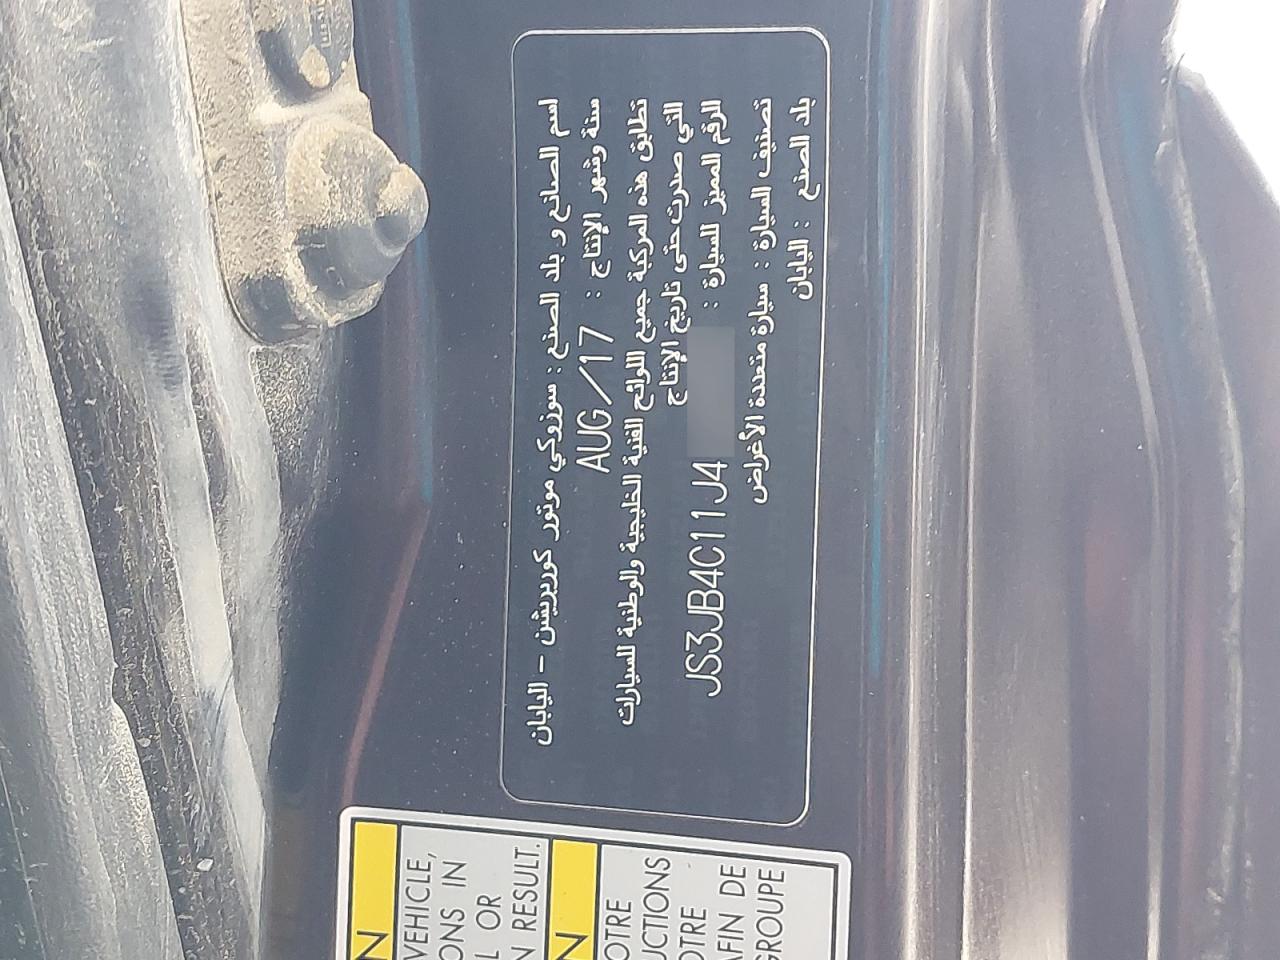 اسم الصانع و بلد الصنع : سوزوكي موتور كوربريشن - اليابان
سنة وشهر الإنتاج : AUG/17
تطابق هذه المركبة جميع اللوائح الفنية الخليجية والوطنية للسيارات
التي صدرت حتى تاريخ الإنتاج
الرقم المميز للسيارة : JS3JB4C11J4
تصنيف السيارة : سيارة متعددة الأغراض
بلد الصنع : اليابان
VEHICLE,
ONS IN
L OR
N RESULT.
OTRE
UCTIONS
OTRE
AFIN DE
GROUPE